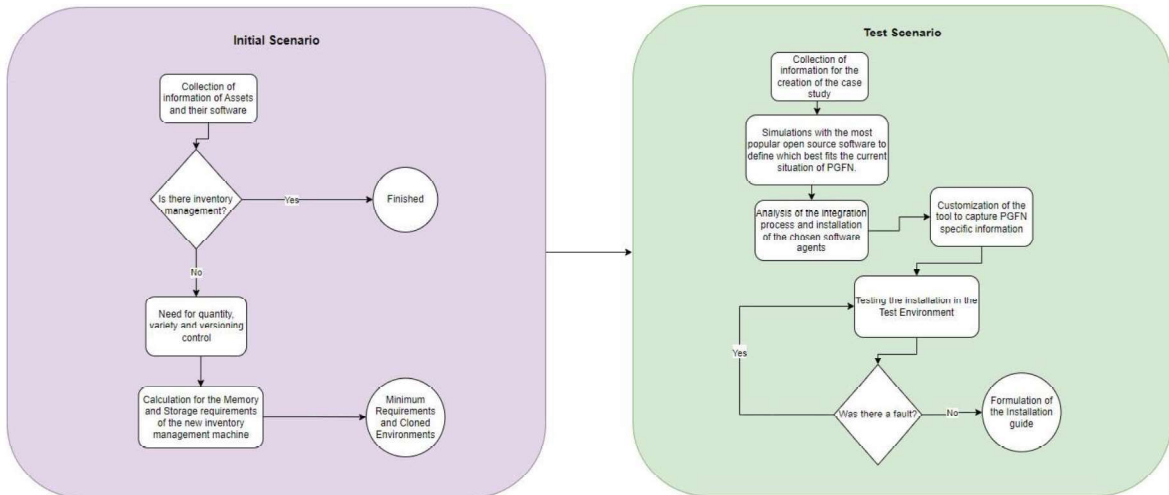 Initial Scenario
Collection of
information of Assets
and their software
Is there inventory
management?
Yes
Finished
No
Need for quantity,
variety and versioning
control
Calculation for the Memory
and Storage requirements
of the new inventory
management machine
Minimum
Requirements
and Cloned
Environments
Test Scenario
Collection of
information for the
creation of the case
study
Simulations with the most
popular open source software to
define which best fits the current
situation of PGFN.
Analysis of the integration
process and installation
of the chosen software
agents
Customization of the
tool to capture PGFN
specific information
Testing the installation in the
Test Environment
Yes
Was there a fault?
No
Formulation of
the Installation
guide